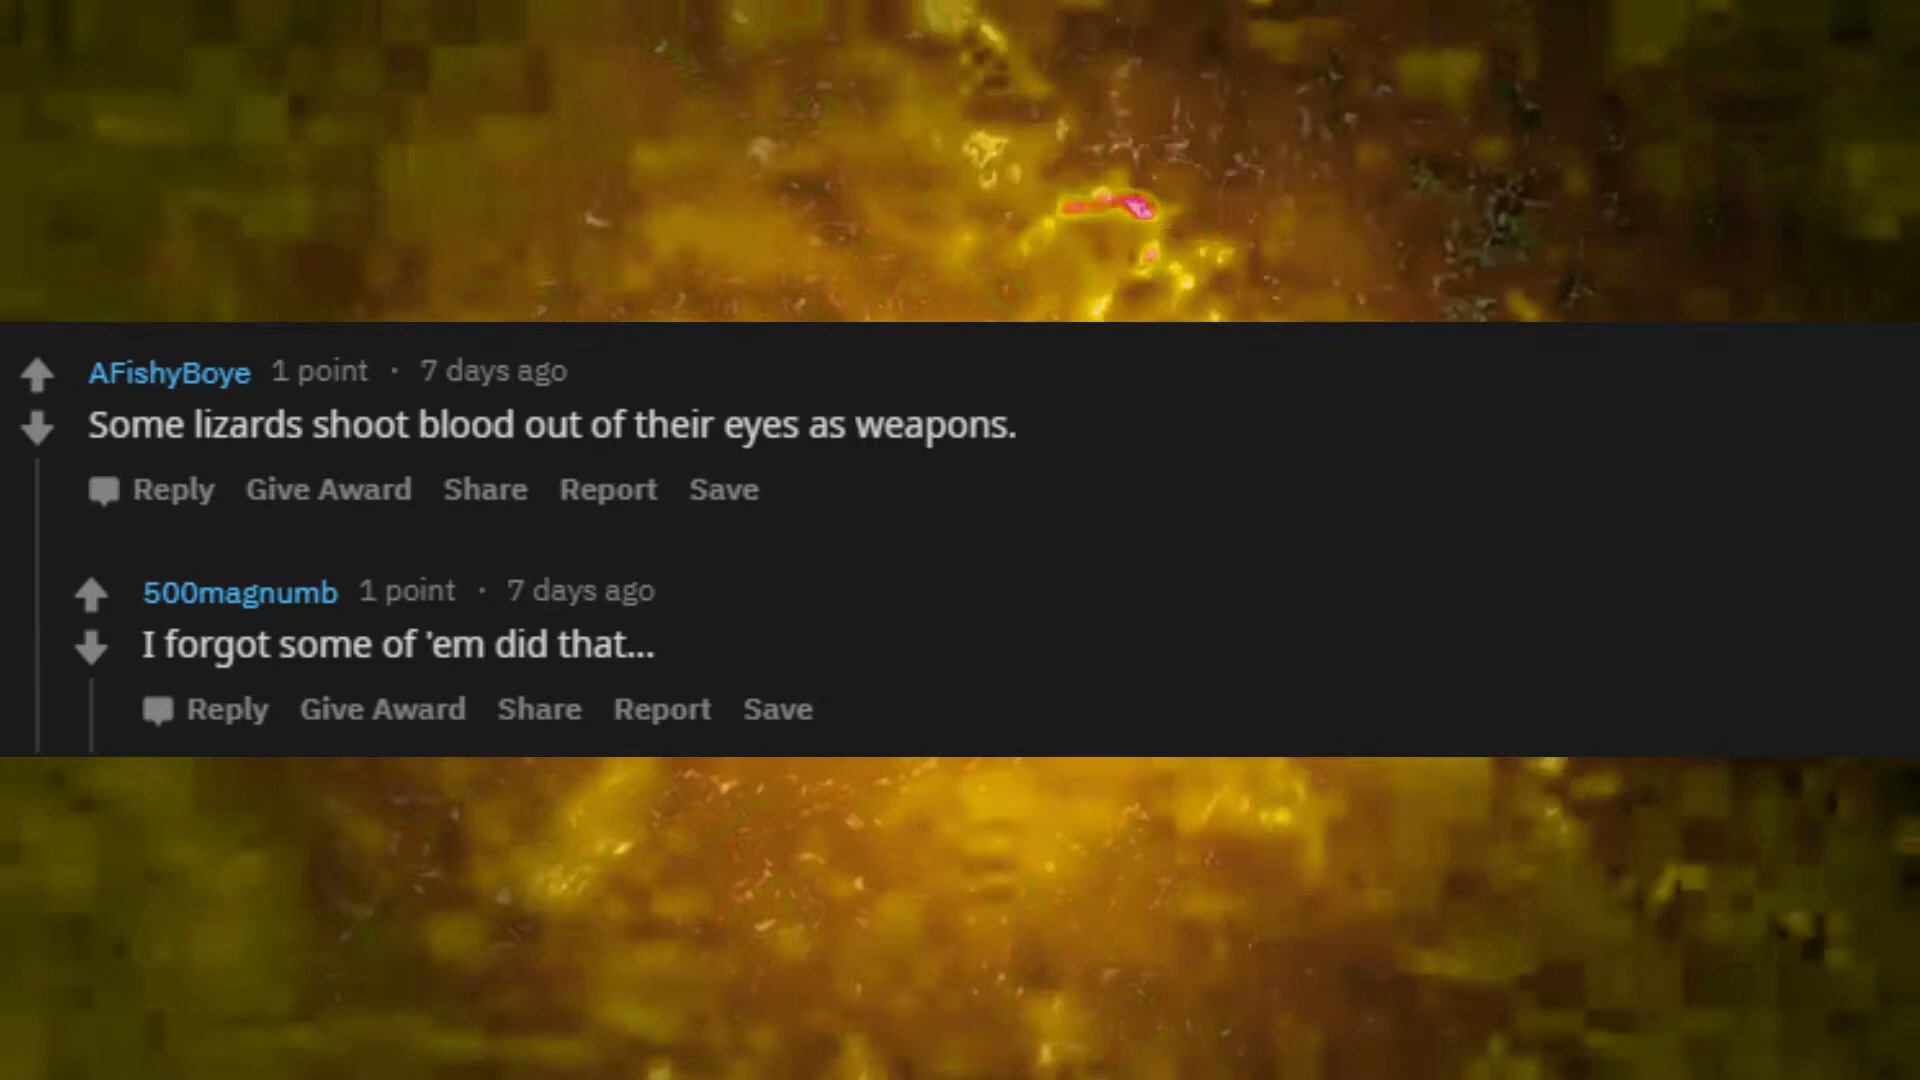 AFishyBoye 1 point · 7 days ago
Some lizards shoot blood out of their eyes as weapons.
Reply Give Award Share Report Save
500magnumb 1 point · 7 days ago
I forgot some of 'em did that...
Reply Give Award Share Report Save